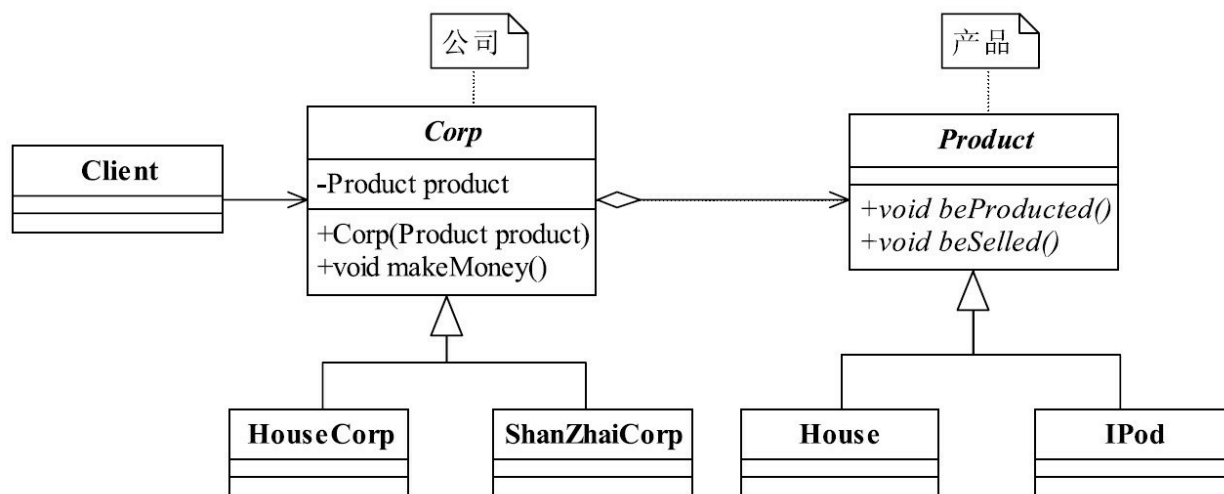 公司
产品
Client
Corp
-Product product
+Corp(Product product)
+void makeMoney()
Product
+void beProducted()
+void beSelled()
HouseCorp
ShanZhaiCorp
House
IPod